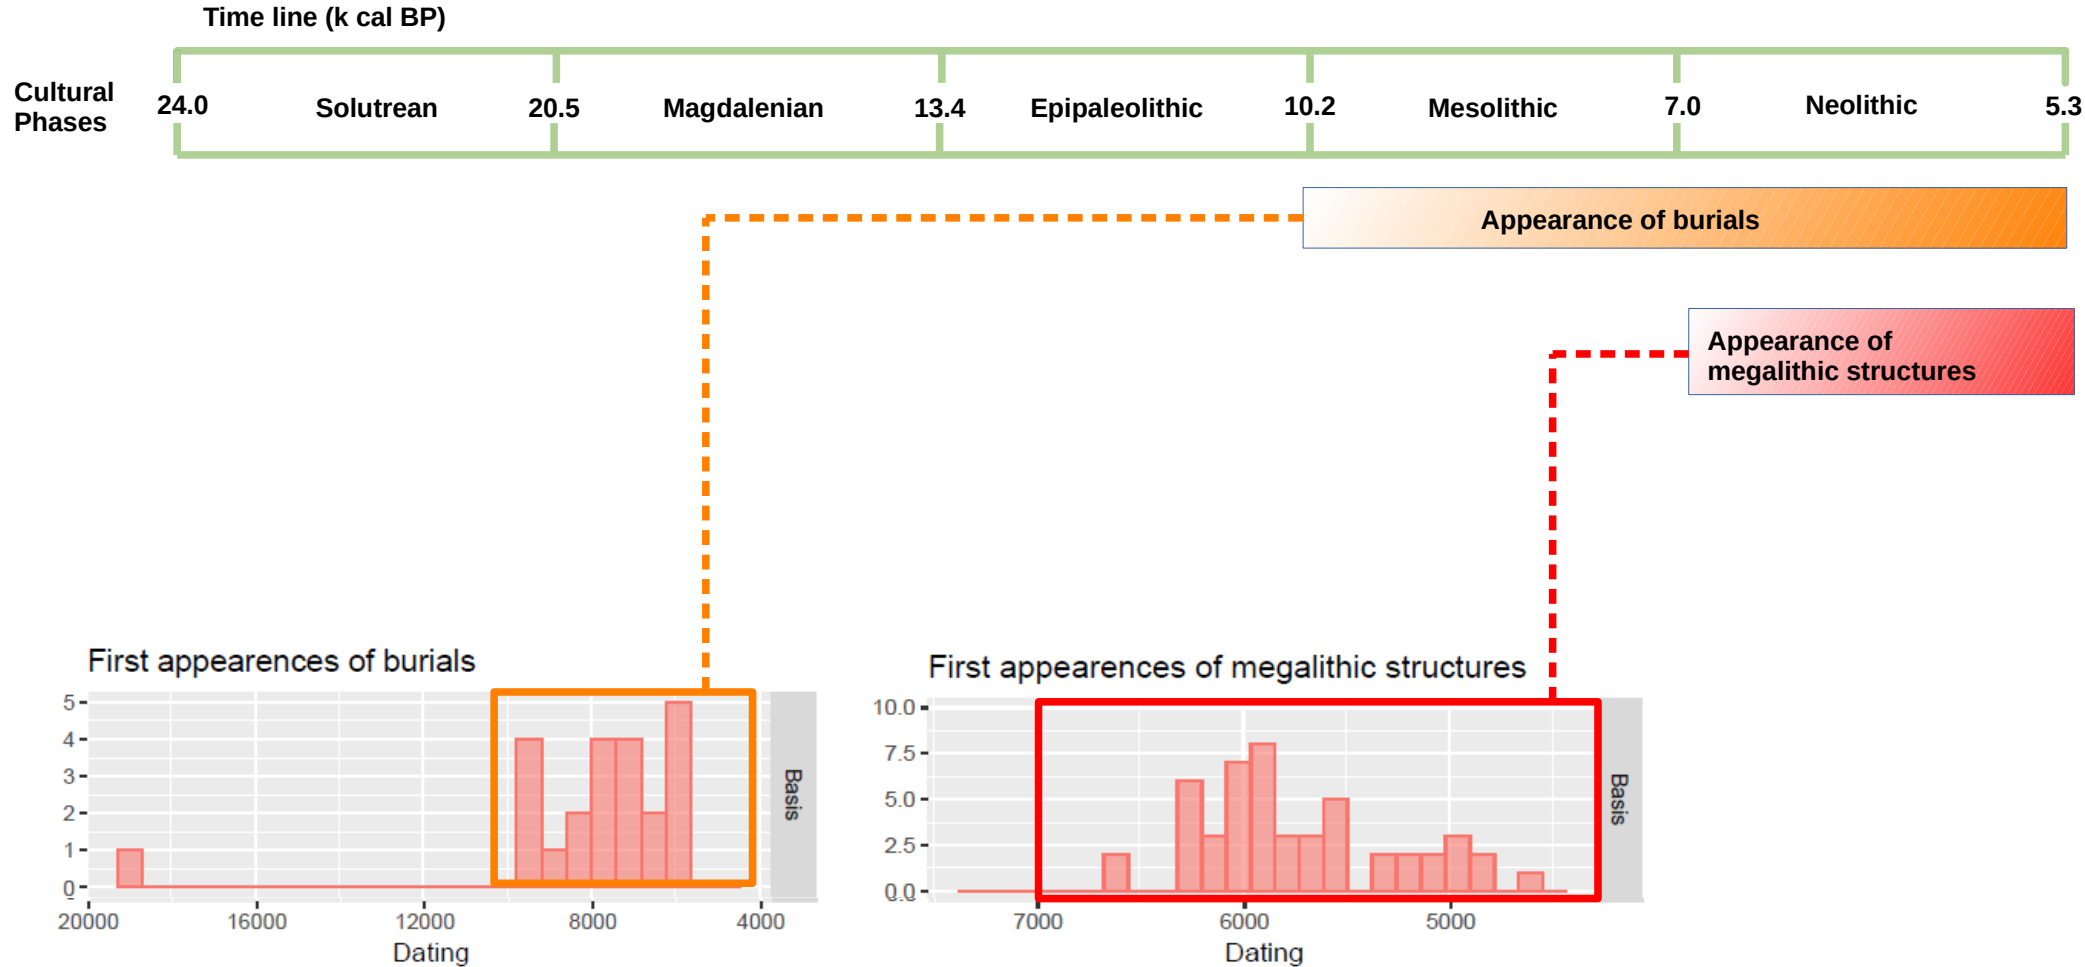 Time line (k cal BP)
Cultural
Phases
24.0
Solutrean
20.5
Magdalenian
13.4
Epipaleolithic
10.2
Mesolithic
7.0
Neolithic
5.3
Appearance of burials
Appearance of
megalithic structures
First appearences of burials
5
4
3
2
1
0
Basis
20000
16000
12000
8000
4000
Dating
First appearences of megalithic structures
10.0
7.5
5.0
2.5
0.0
Basis
7000
6000
5000
Dating